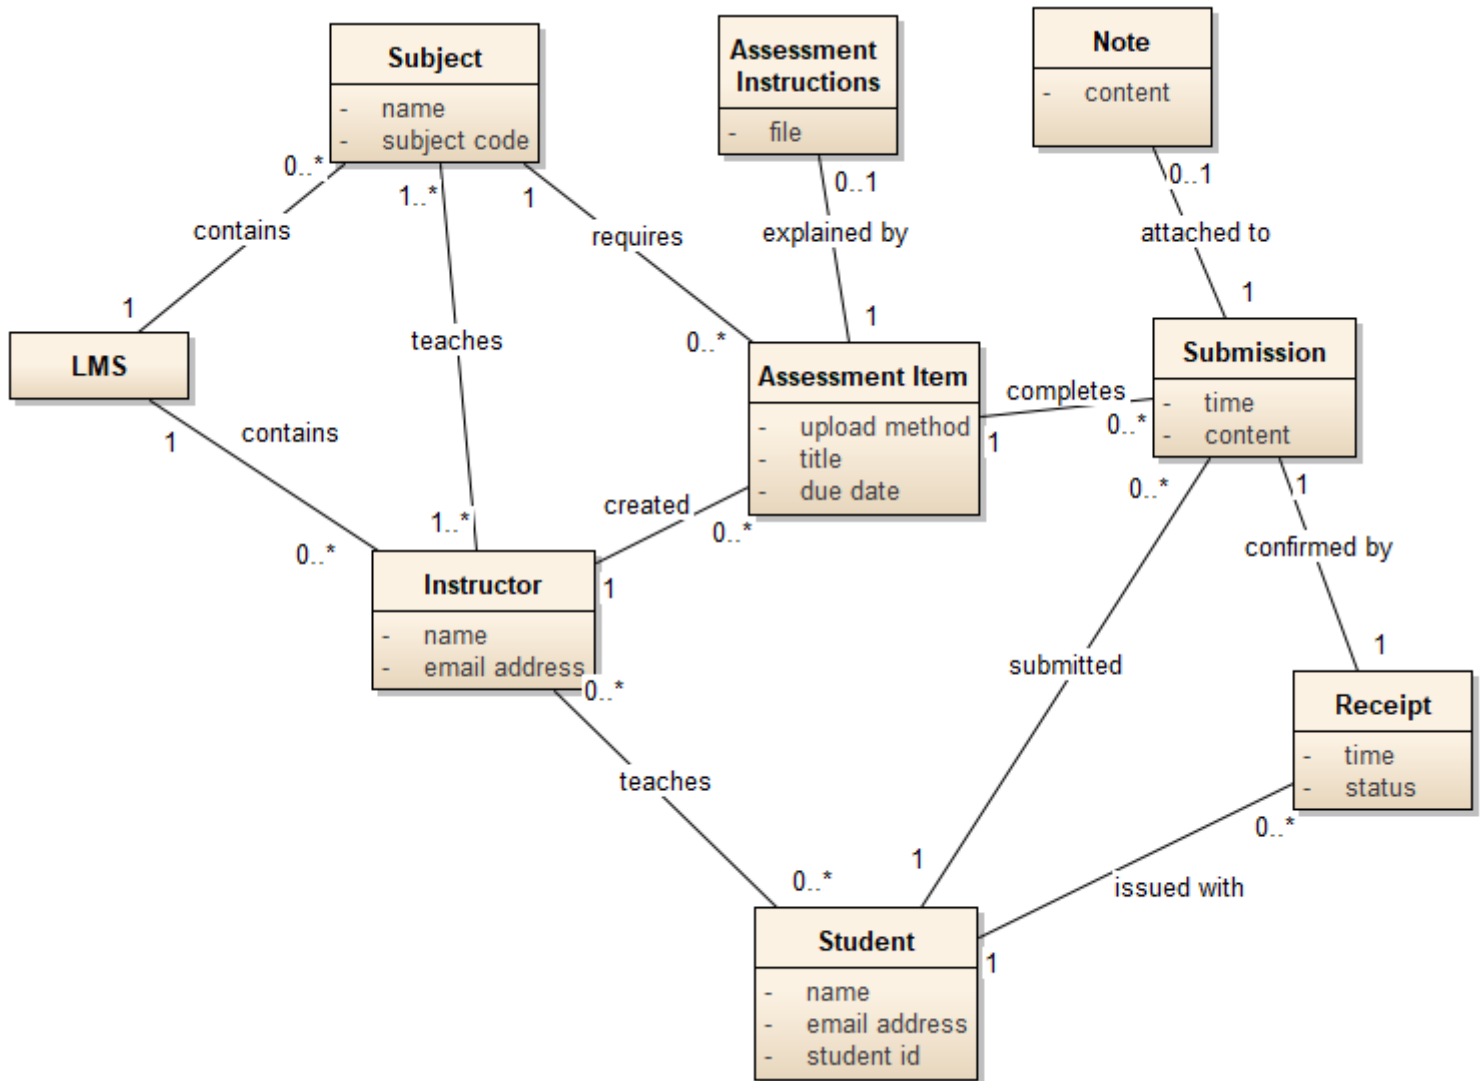 Subject
- name
- subject code
Assessment
Instructions
- file
Note
- content
0..*
1..*
1
0..1
0..1
contains
requires
explained by
attached to
1
teaches
0..*
1
1
LMS
Assessment Item
- upload method
- title
- due date
Submission
- time
- content
completes
1
0..*
1
contains
created
0..*
1..*
0..*
1
0..*
1
confirmed by
Instructor
- name
- email address
0..*
submitted
1
Receipt
- time
- status
teaches
0..*
1
0..*
issued with
1
Student
- name
- email address
- student id